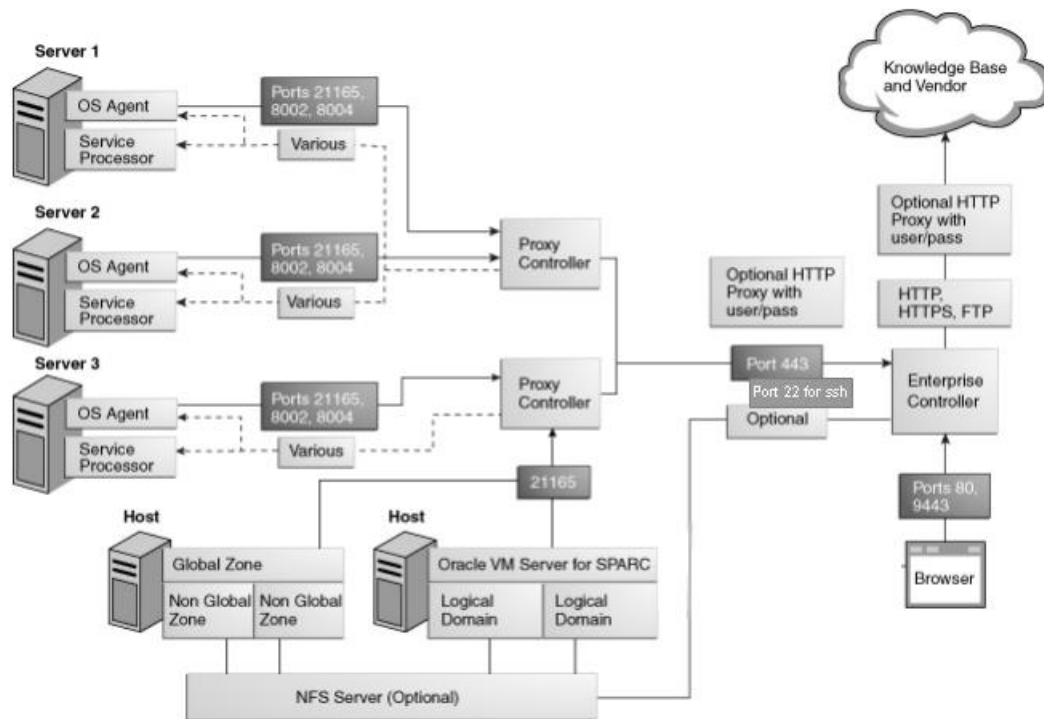 Server 1
OS Agent
Service
Processor
Ports 21165,
8002, 8004
Various
Server 2
OS Agent
Service
Processor
Ports 21165,
8002, 8004
Various
Server 3
OS Agent
Service
Processor
Ports 21165,
8002, 8004
Various
Proxy
Controller
Proxy
Controller
21165
Host
Global Zone
Non Global
Zone
Non Global
Zone
Host
Oracle VM Server for SPARC
Logical
Domain
Logical
Domain
NFS Server (Optional)
Knowledge Base
and Vendor
Optional HTTP
Proxy with
user/pass
HTTP,
HTTPS, FTP
Optional HTTP
Proxy with
user/pass
Port 443
Port 22 for ssh
Optional
Enterprise
Controller
Ports 80,
9443
Browser